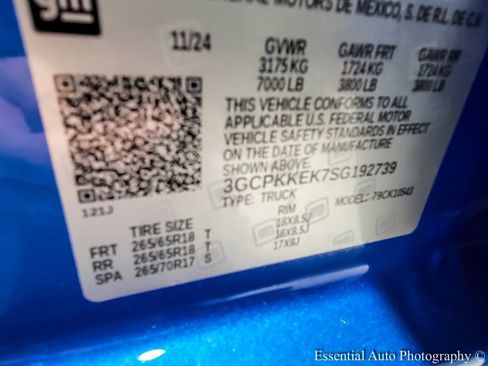 gm
GENERAL MOTORS DE MEXICO, S. DE R.L. DE C.V.
11/24 GVWR GAWR FRT GAWR RR
3175 KG 1724 KG 1724 KG
7000 LB 3800 LB 3800 LB
THIS VEHICLE CONFORMS TO ALL
APPLICABLE U.S. FEDERAL MOTOR
VEHICLE SAFETY STANDARDS IN EFFECT
ON THE DATE OF MANUFACTURE
SHOWN ABOVE.
3GCPKKEK7SG192739
TYPE: TRUCK MODEL: -79CK10543
121J
TIRE SIZE RIM
FRT 265/65R18 T 18X8.5J
RR 265/65R18 T 18X8.5J
SPA 265/70R17 S 17X8J
Essential Auto Photography ©